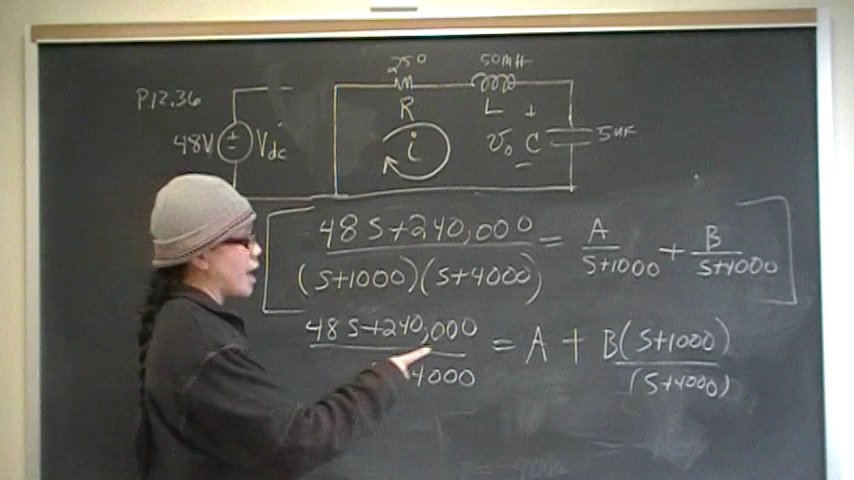 250 50mH
P12.36
R L +
48V + - Vdc i v₀ C 5uF
-
48S+240,000 / (S+1000)(S+4000) = A / S+1000 + B / S+4000
48S+240,000 / 4000 = A + B(S+1000) / (S+4000)